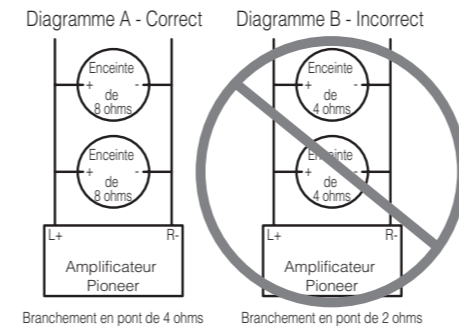 Diagramme A - Correct
Enceinte
+ de -
8 ohms
Enceinte
+ de -
8 ohms
L+ R-
Amplificateur
Pioneer
Branchement en pont de 4 ohms
Diagramme B - Incorrect
Enceinte
+ de -
4 ohms
Enceinte
+ de -
4 ohms
L+ R-
Amplificateur
Pioneer
Branchement en pont de 2 ohms